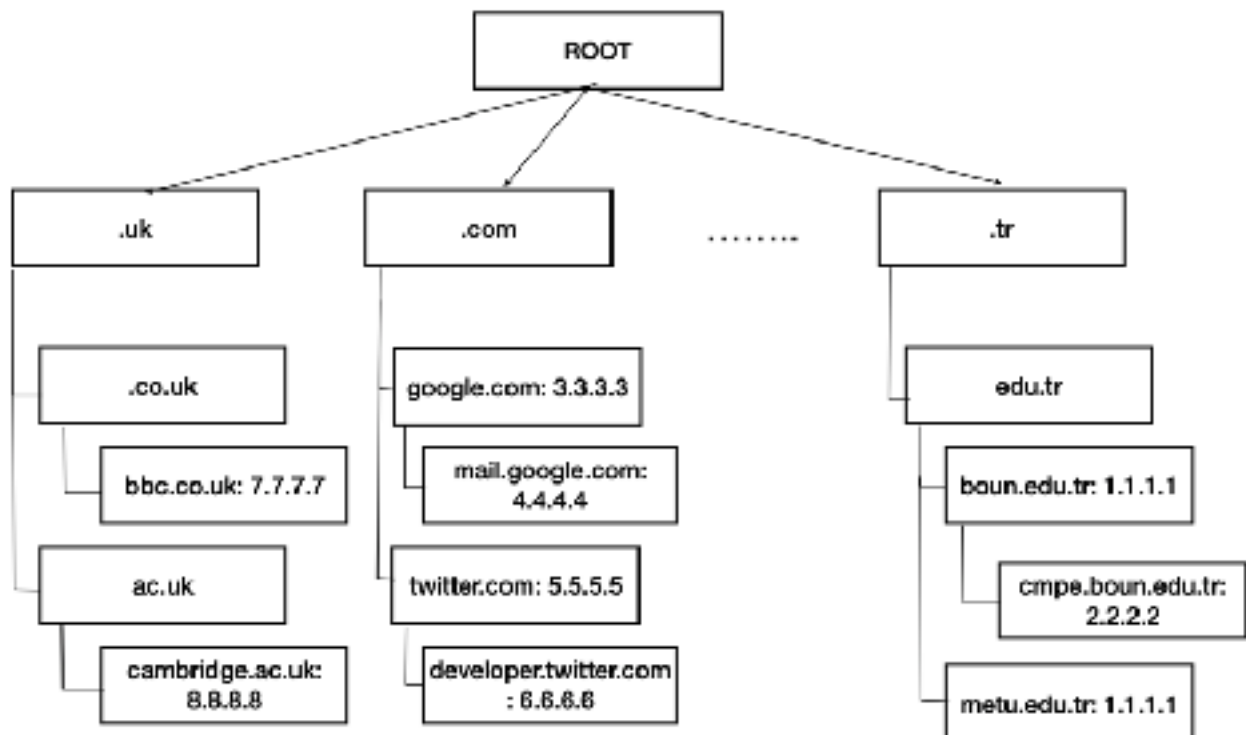 ROOT
.uk
.com
........
.tr
.co.uk
google.com: 3.3.3.3
edu.tr
bbc.co.uk: 7.7.7.7
mail.google.com:
4.4.4.4
boun.edu.tr: 1.1.1.1
ac.uk
twitter.com: 5.5.5.5
cmpe.boun.edu.tr:
2.2.2.2
cambridge.ac.uk:
8.8.8.8
developer.twitter.com
: 6.6.6.6
metu.edu.tr: 1.1.1.1